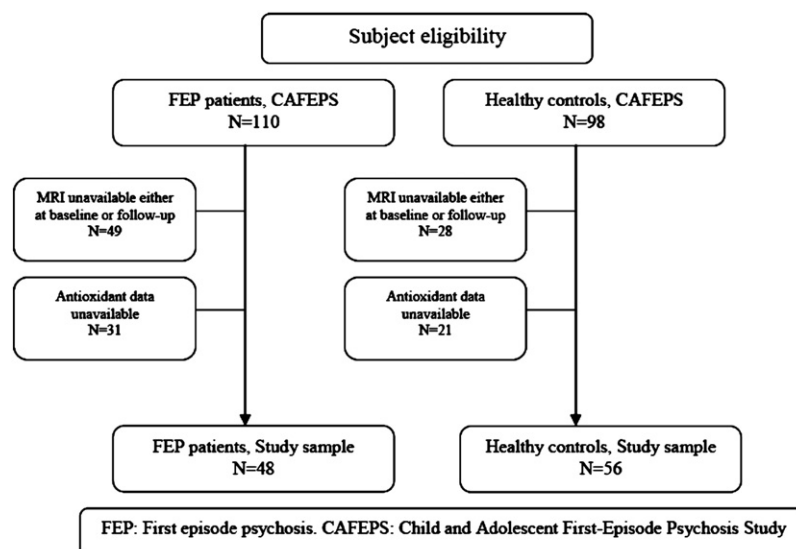 Subject eligibility
FEP patients, CAFEPS
N=110
Healthy controls, CAFEPS
N=98
MRI unavailable either
at baseline or follow-up
N=49
MRI unavailable either
at baseline or follow-up
N=28
Antioxidant data
unavailable
N=31
Antioxidant data
unavailable
N=21
FEP patients, Study sample
N=48
Healthy controls, Study sample
N=56
FEP: First episode psychosis. CAFEPS: Child and Adolescent First-Episode Psychosis Study